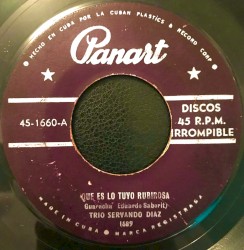 • HECHO EN CUBA POR LA CUBAN PLASTICS & RECORD CORP •
Panart
45-1660-A
DISCOS
45 R.P.M.
IRROMPIBLE
QUE ES LO TUYO RUBIROSA
Guaracha Eduardo Saborit
TRIO SERVANDO DIAZ
1689
MADE IN CUBA • MARCA REGISTRADA